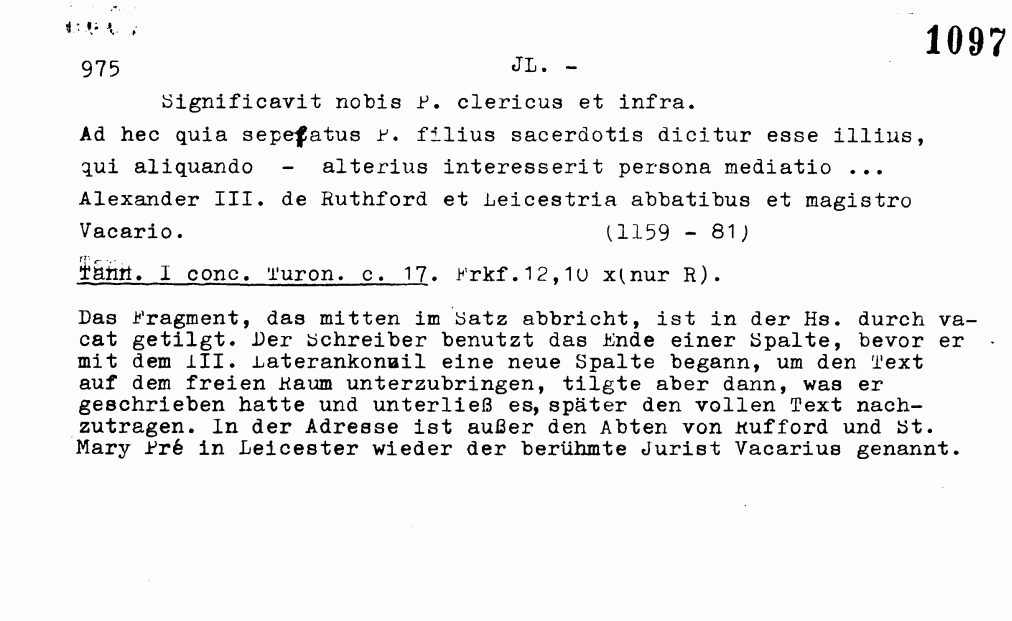 1097
975 JL. -
Significavit nobis P. clericus et infra.
Ad hec quia sepefatus P. filius sacerdotis dicitur esse illius,
qui aliquando - alterius interesserit persona mediatio ...
Alexander III. de Ruthford et Leicestria abbatibus et magistro
Vacario. (1159 - 81)
Tann. I conc. Turon. c. 17. Frkf.12,10 x(nur R).
Das Fragment, das mitten im Satz abbricht, ist in der Hs. durch va-
cat getilgt. Der Schreiber benutzt das Ende einer Spalte, bevor er
mit dem III. Laterankonzil eine neue Spalte begann, um den Text
auf dem freien Raum unterzubringen, tilgte aber dann, was er
geschrieben hatte und unterließ es, später den vollen Text nach-
zutragen. In der Adresse ist außer den Abten von Rufford und St.
Mary Pré in Leicester wieder der berühmte Jurist Vacarius genannt.